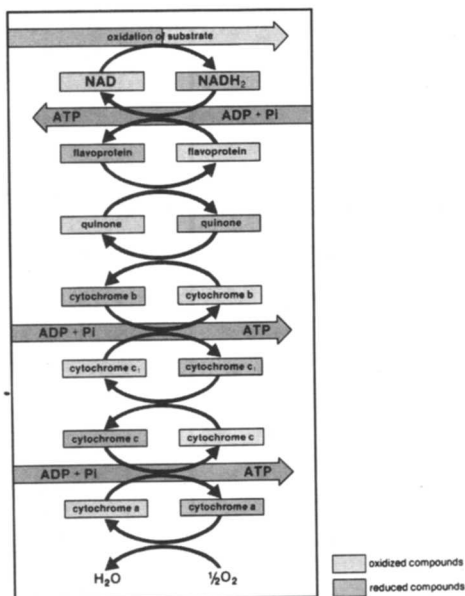 oxidation of substrate
NAD NADH₂
ATP ADP + Pi
flavoprotein flavoprotein
quinone quinone
cytochrome b cytochrome b
ADP + Pi ATP
cytochrome c₁ cytochrome c₁
cytochrome c cytochrome c
ADP + Pi ATP
cytochrome a cytochrome a
H₂O ½O₂
oxidized compounds
reduced compounds